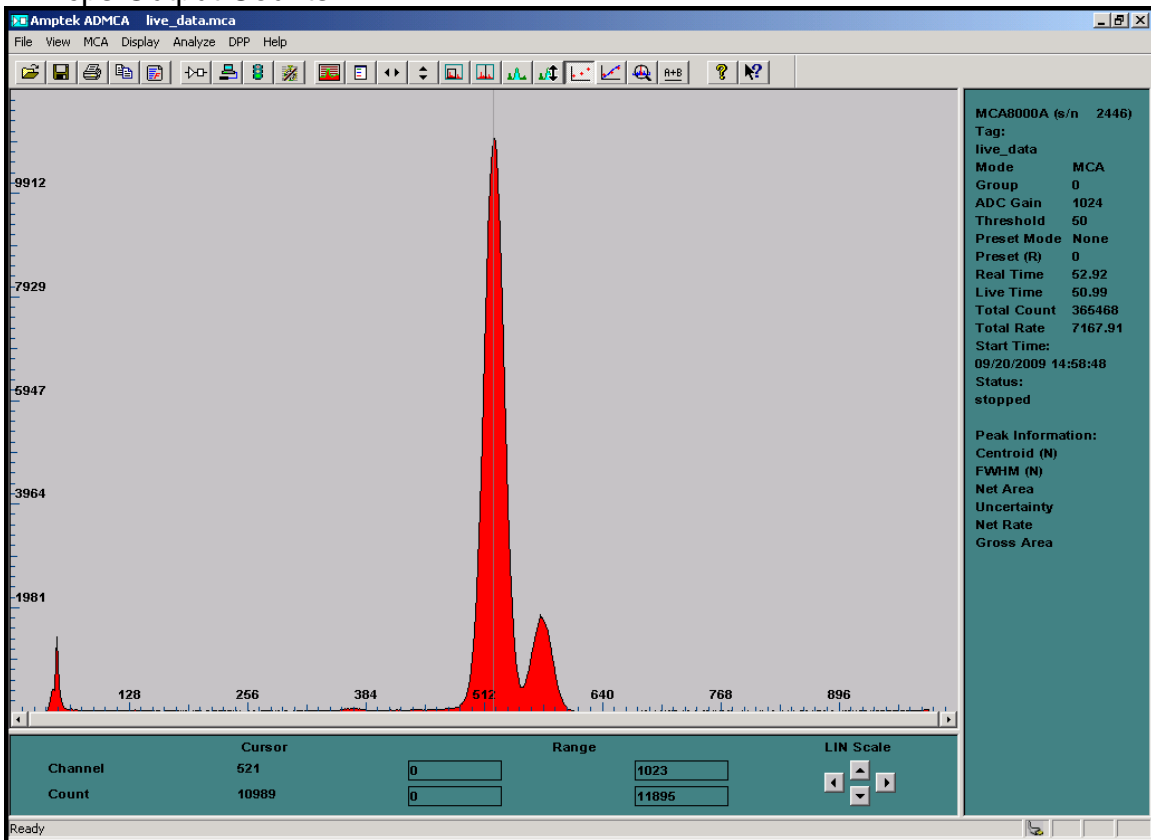 Amptek ADMCA live_data.mca
File View MCA Display Analyze DPP Help
A+B
MCA8000A (s/n 2446)
Tag:
live_data
Mode MCA
Group 0
ADC Gain 1024
Threshold 50
Preset Mode None
Preset (R) 0
Real Time 52.92
Live Time 50.99
Total Count 365468
Total Rate 7167.91
Start Time:
09/20/2009 14:58:48
Status:
stopped
Peak Information:
Centroid (N)
FWHM (N)
Net Area
Uncertainty
Net Rate
Gross Area
9912
7929
5947
3964
1981
128 256 384 512 640 768 896
Cursor Range LIN Scale
Channel 521 0 1023
Count 10989 0 11895
Ready